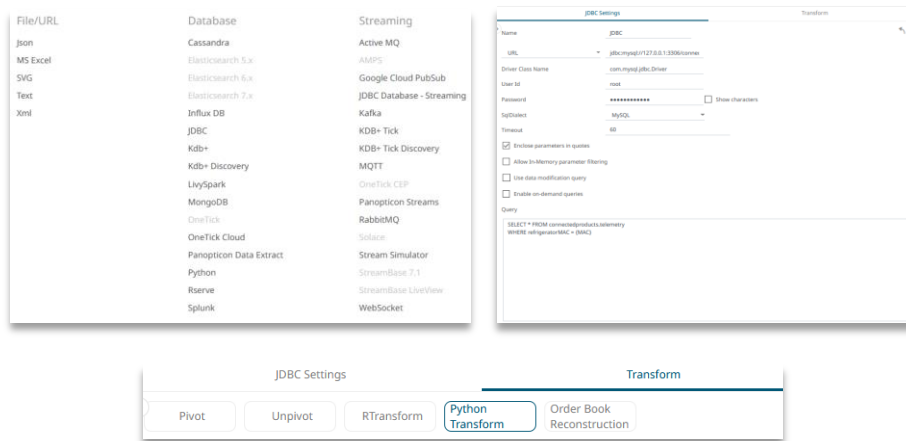 File/URL
Json
MS Excel
SVG
Text
Xml
Database
Cassandra
Elasticsearch 5.x
Elasticsearch 6.x
Elasticsearch 7.x
Influx DB
JDBC
Kdb+
Kdb+ Discovery
LivySpark
MongoDB
OneTick
OneTick Cloud
Panopticon Data Extract
Python
Rserve
Splunk
Streaming
Active MQ
AMPS
Google Cloud PubSub
JDBC Database - Streaming
Kafka
KDB+ Tick
KDB+ Tick Discovery
MQTT
OneTick CEP
Panopticon Streams
RabbitMQ
Solace
Stream Simulator
StreamBase 7.1
StreamBase LiveView
WebSocket
JDBC Settings
Transform
Name
JDBC
URL
jdbc:mysql://127.0.0.1:3306/connec
Driver Class Name
com.mysql.jdbc.Driver
User Id
root
Password
••••••••••••
Show characters
SqlDialect
MySQL
Timeout
60
Enclose parameters in quotes
Allow In-Memory parameter filtering
Use data modification query
Enable on-demand queries
Query
SELECT * FROM connectedproducts.telemetry
WHERE refrigeratorMAC = {MAC}
JDBC Settings
Transform
Pivot
Unpivot
RTransform
Python
Transform
Order Book
Reconstruction